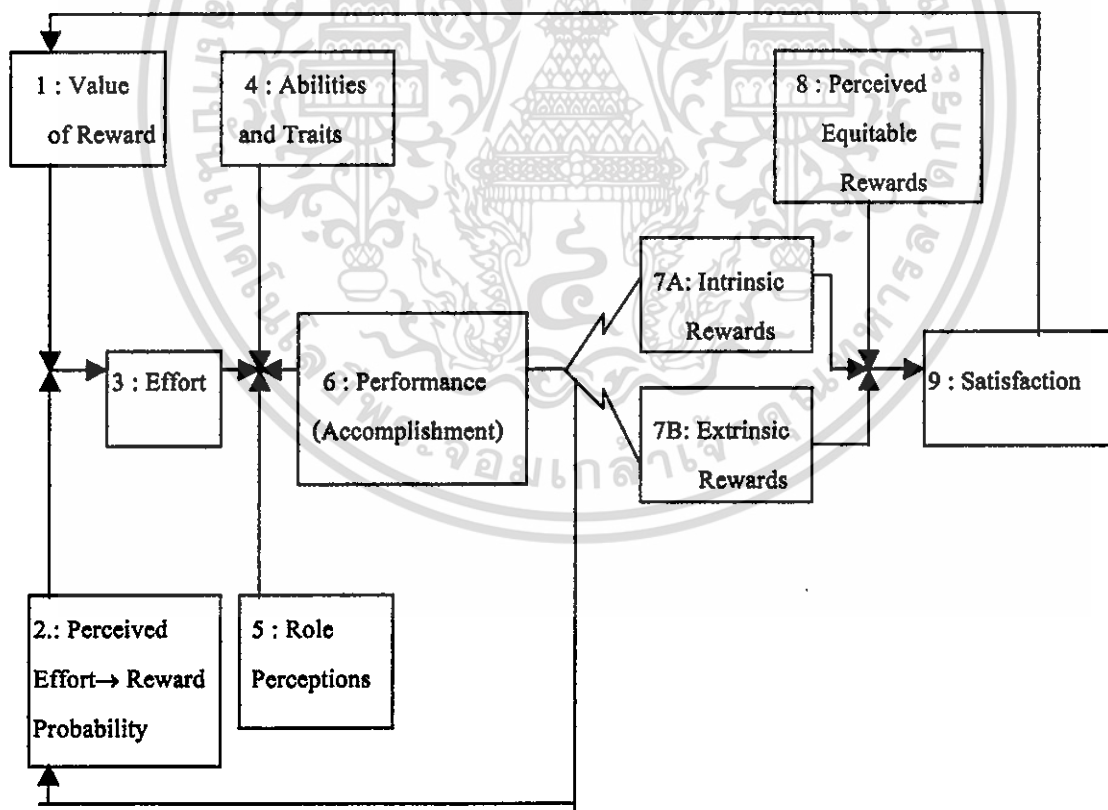 1 : Value
of Reward
4 : Abilities
and Traits
8 : Perceived
Equitable
Rewards
7A: Intrinsic
Rewards
3 : Effort
6 : Performance
(Accomplishment)
9 : Satisfaction
7B: Extrinsic
Rewards
2.: Perceived
Effort→ Reward
Probability
5 : Role
Perceptions